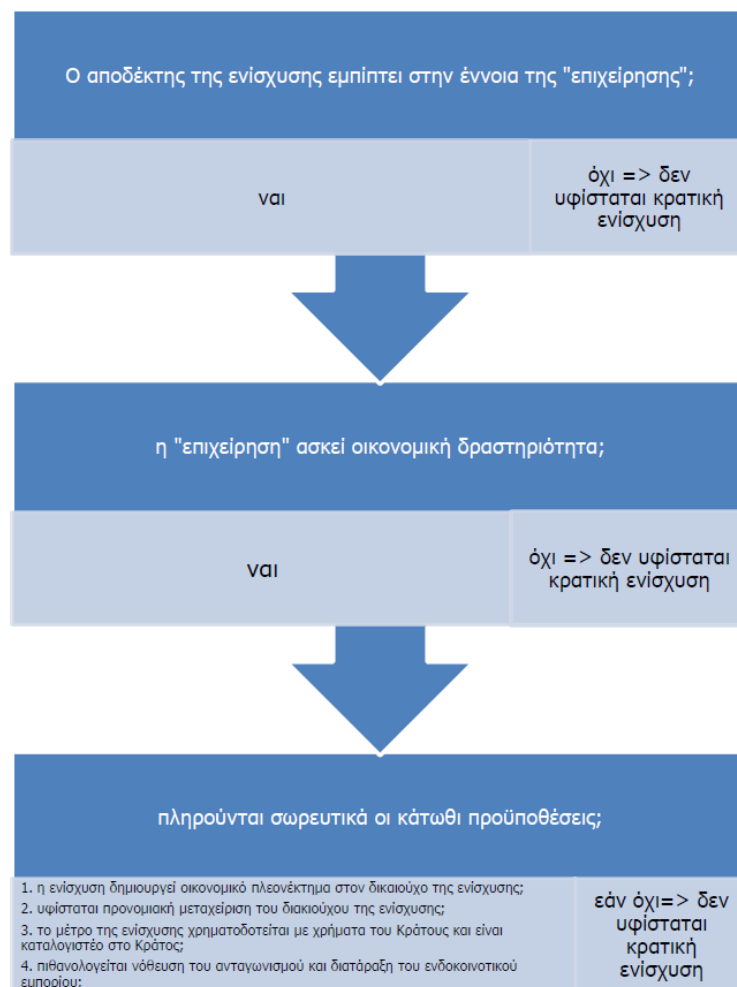 Ο αποδέκτης της ενίσχυσης εμπίπτει στην έννοια της "επιχείρησης";
ναι
όχι => δεν
υφίσταται κρατική
ενίσχυση
η "επιχείρηση" ασκεί οικονομική δραστηριότητα;
ναι
όχι => δεν υφίσταται
κρατική ενίσχυση
πληρούνται σωρευτικά οι κάτωθι προϋποθέσεις;
1. η ενίσχυση δημιουργεί οικονομικό πλεονέκτημα στον δικαιούχο της ενίσχυσης;
2. υφίσταται προνομιακή μεταχείριση του διακιούχου της ενίσχυσης;
3. το μέτρο της ενίσχυσης χρηματοδοτείται με χρήματα του Κράτους και είναι
καταλογιστέο στο Κράτος;
4. πιθανολογείται νόθευση του ανταγωνισμού και διατάραξη του ενδοκοινοτικού
εμπορίου;
εάν όχι=> δεν
υφίσταται
κρατική
ενίσχυση